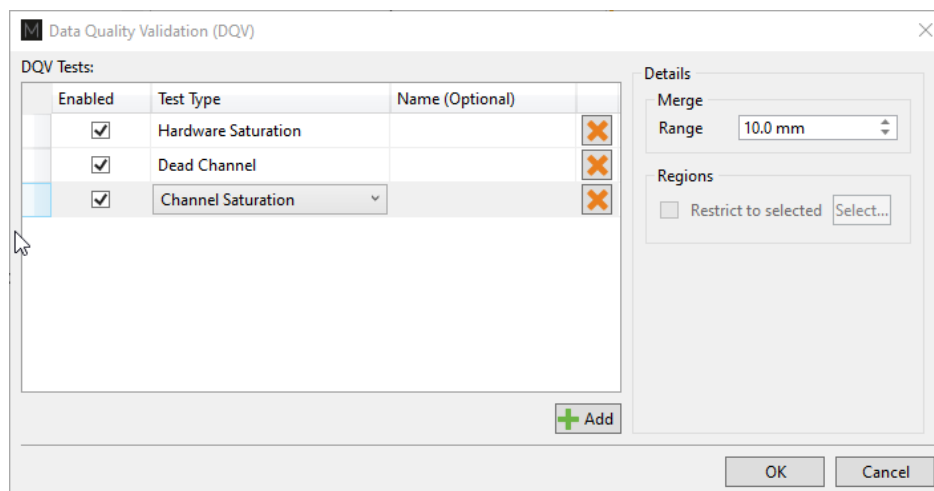 M Data Quality Validation (DQV)
DQV Tests:
Enabled Test Type Name (Optional)
Hardware Saturation
Dead Channel
Channel Saturation
Add
Details
Merge
Range 10.0 mm
Regions
Restrict to selected Select...
OK Cancel